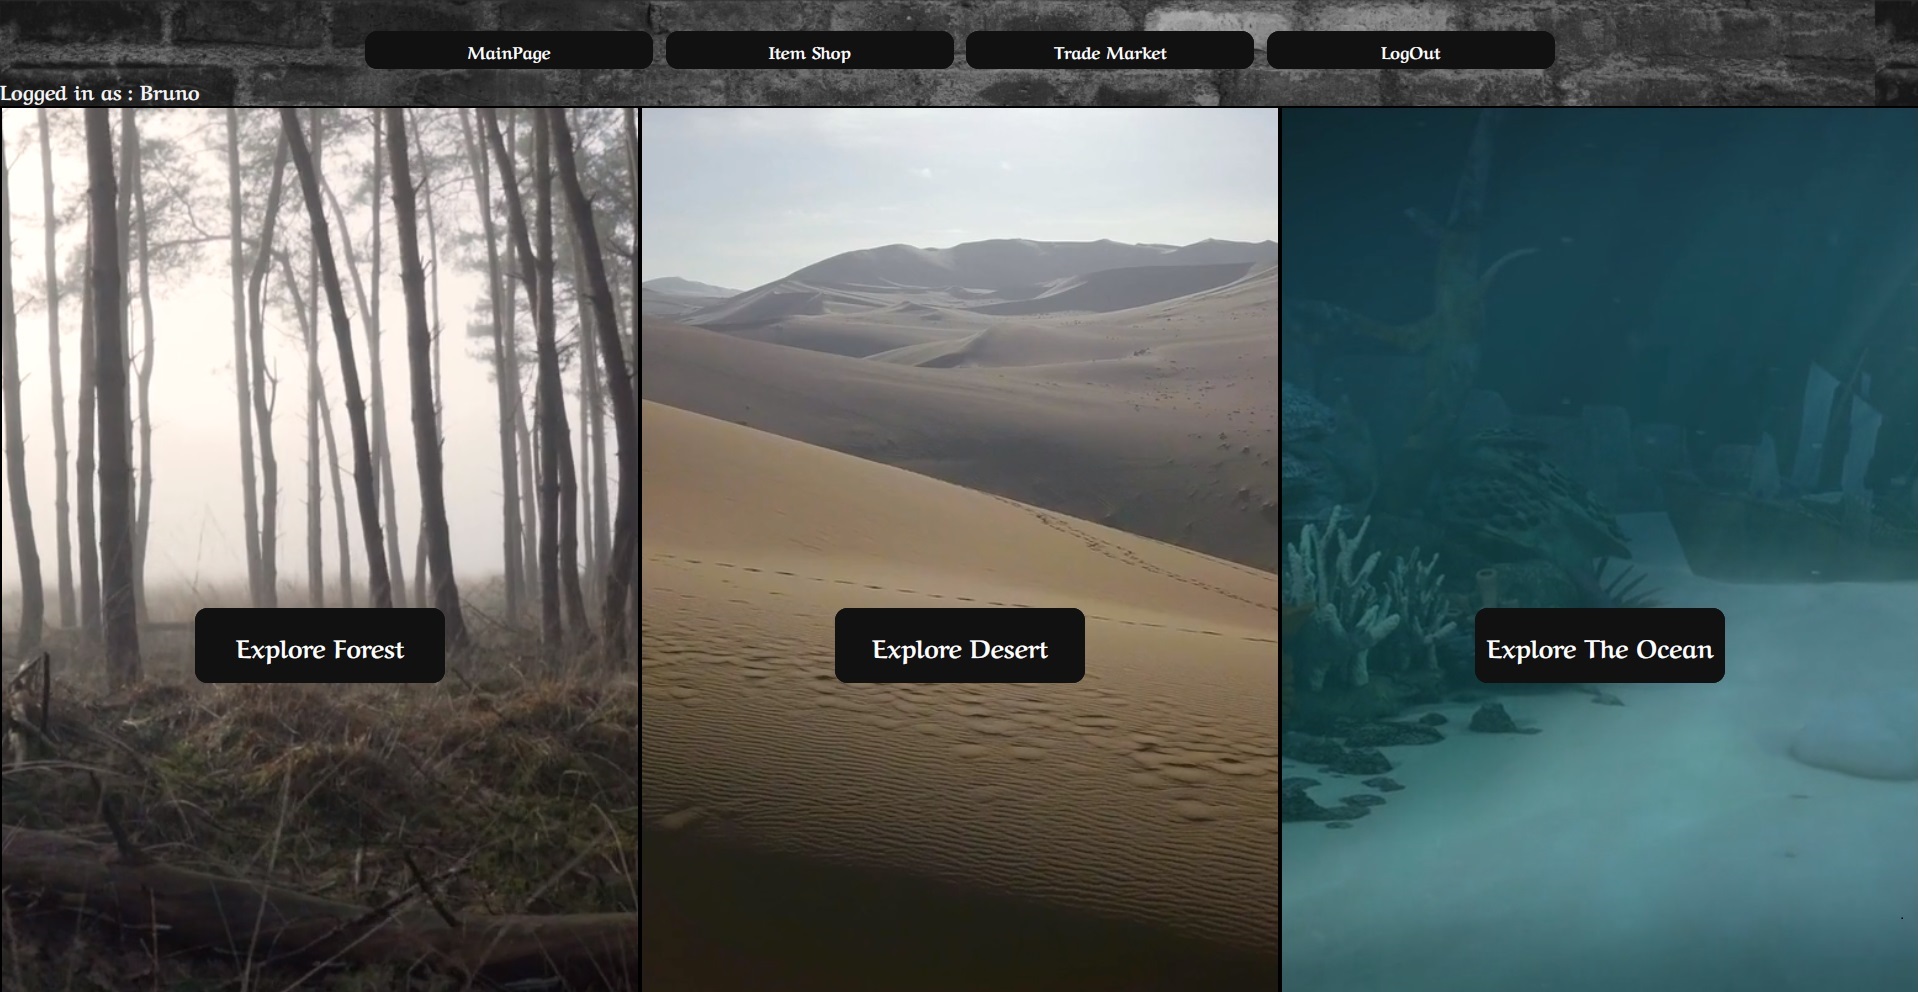 MainPage
Item Shop
Trade Market
LogOut
Logged in as : Bruno
Explore Forest
Explore Desert
Explore The Ocean